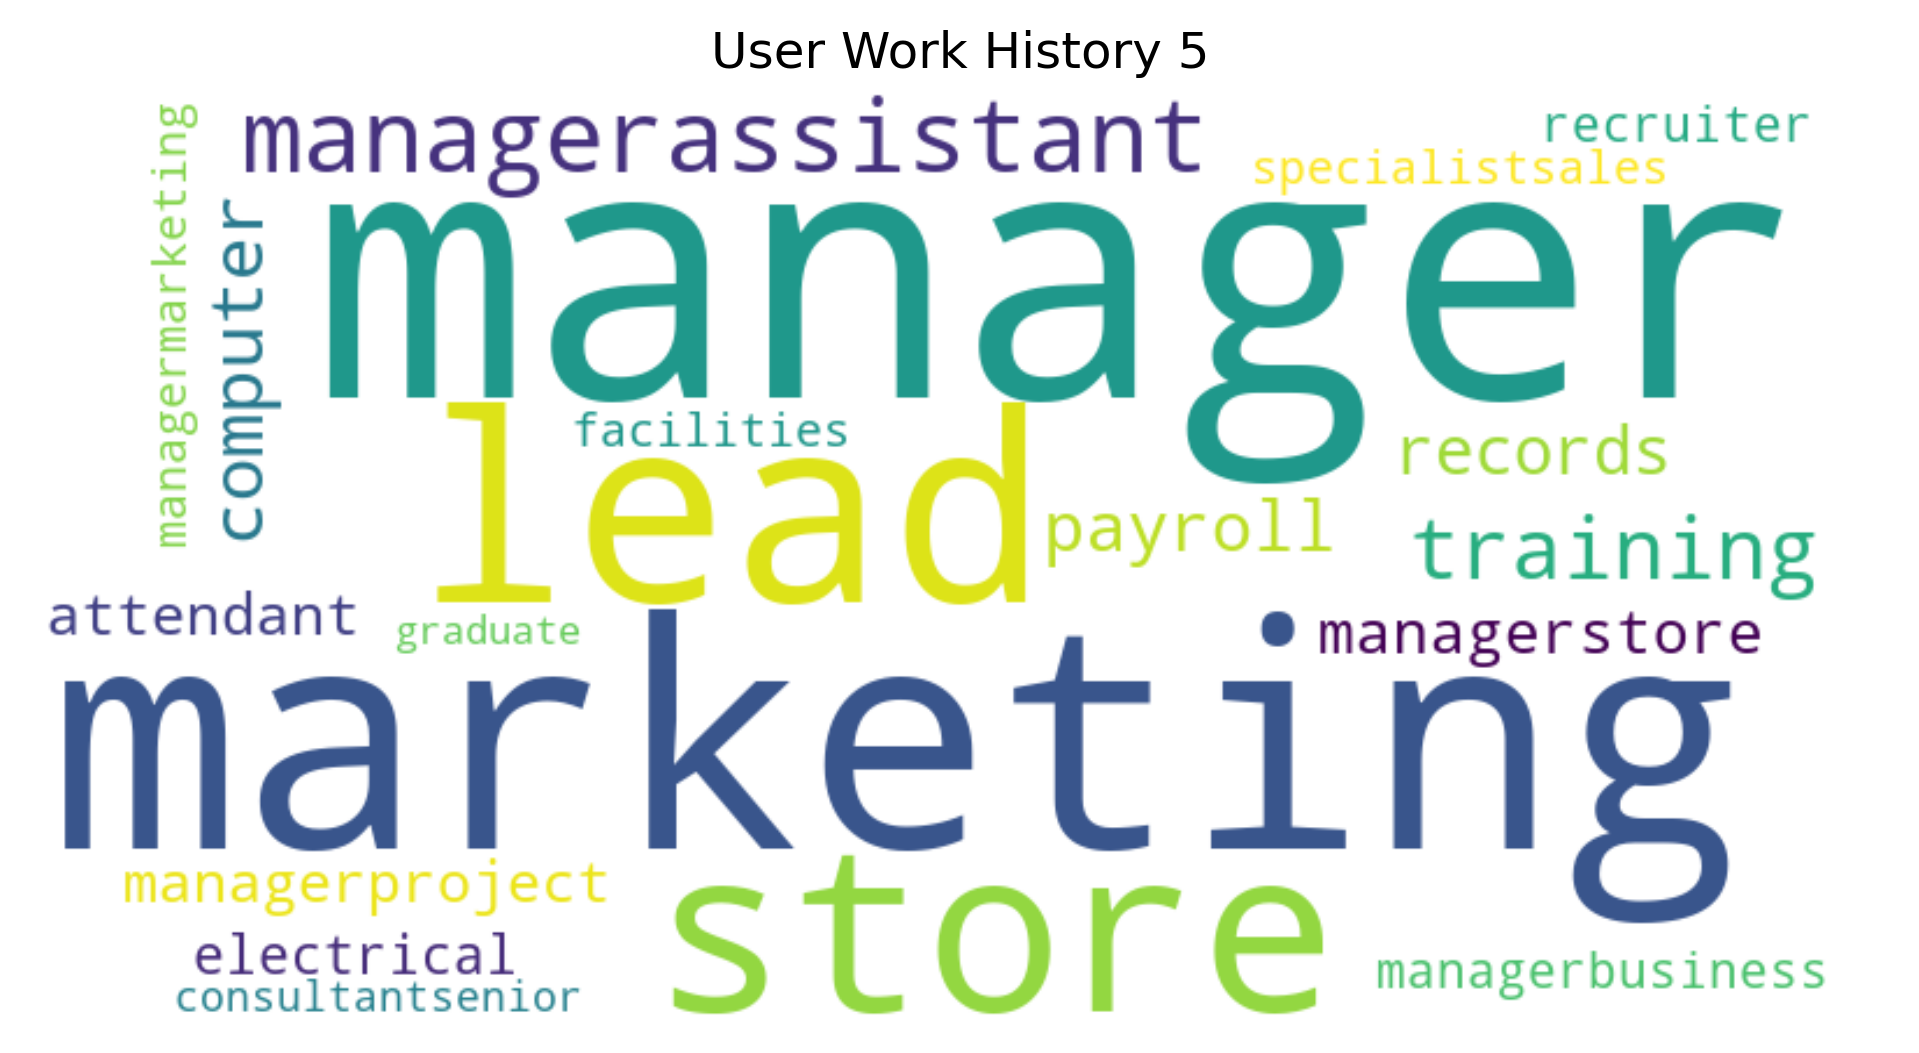 User Work History 5
managermarketing
managerassistant
recruiter
specialistsales
computer
manager
lead
facilities
records
payroll
training
attendant
graduate
managerstore
marketing
managerproject
store
electrical
managerbusiness
consultantsenior